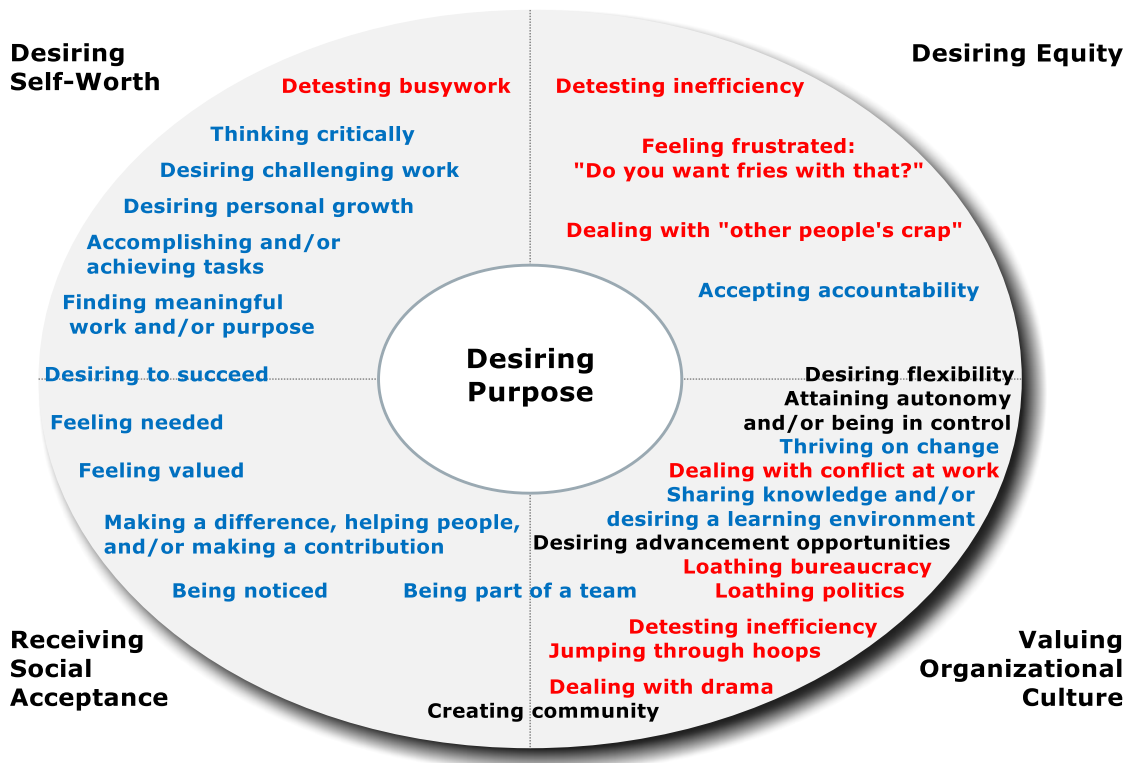 Desiring
Self-Worth
Desiring Equity
Detesting busywork
Thinking critically
Desiring challenging work
Desiring personal growth
Accomplishing and/or
achieving tasks
Finding meaningful
work and/or purpose
Desiring to succeed
Detesting inefficiency
Feeling frustrated:
"Do you want fries with that?"
Dealing with "other people's crap"
Accepting accountability
Desiring
Purpose
Feeling needed
Feeling valued
Making a difference, helping people,
and/or making a contribution
Being noticed
Being part of a team
Desiring flexibility
Attaining autonomy
and/or being in control
Thriving on change
Dealing with conflict at work
Sharing knowledge and/or
desiring a learning environment
Desiring advancement opportunities
Loathing bureaucracy
Loathing politics
Detesting inefficiency
Jumping through hoops
Dealing with drama
Creating community
Receiving
Social
Acceptance
Valuing
Organizational
Culture